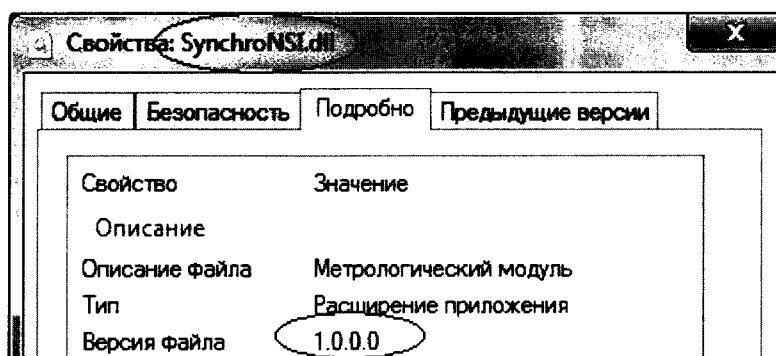 Свойства: SynchroNSI.dll
Общие Безопасность Подробно Предыдущие версии
Свойство Значение
Описание
Описание файла Метрологический модуль
Тип Расширение приложения
Версия файла 1.0.0.0